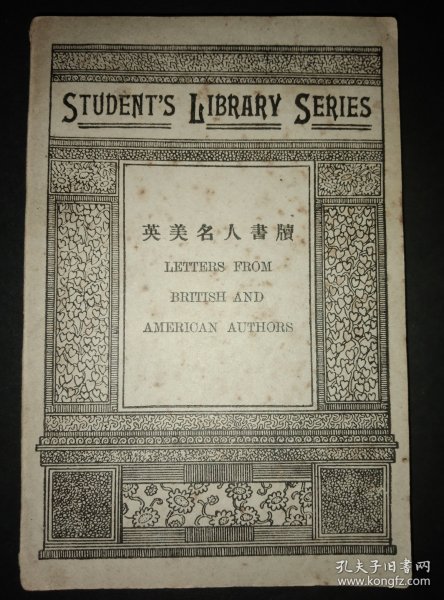 STUDENT'S LIBRARY SERIES
英美名人書牘
LETTERS FROM
BRITISH AND
AMERICAN AUTHORS
孔夫子旧书网
www.kongfz.com